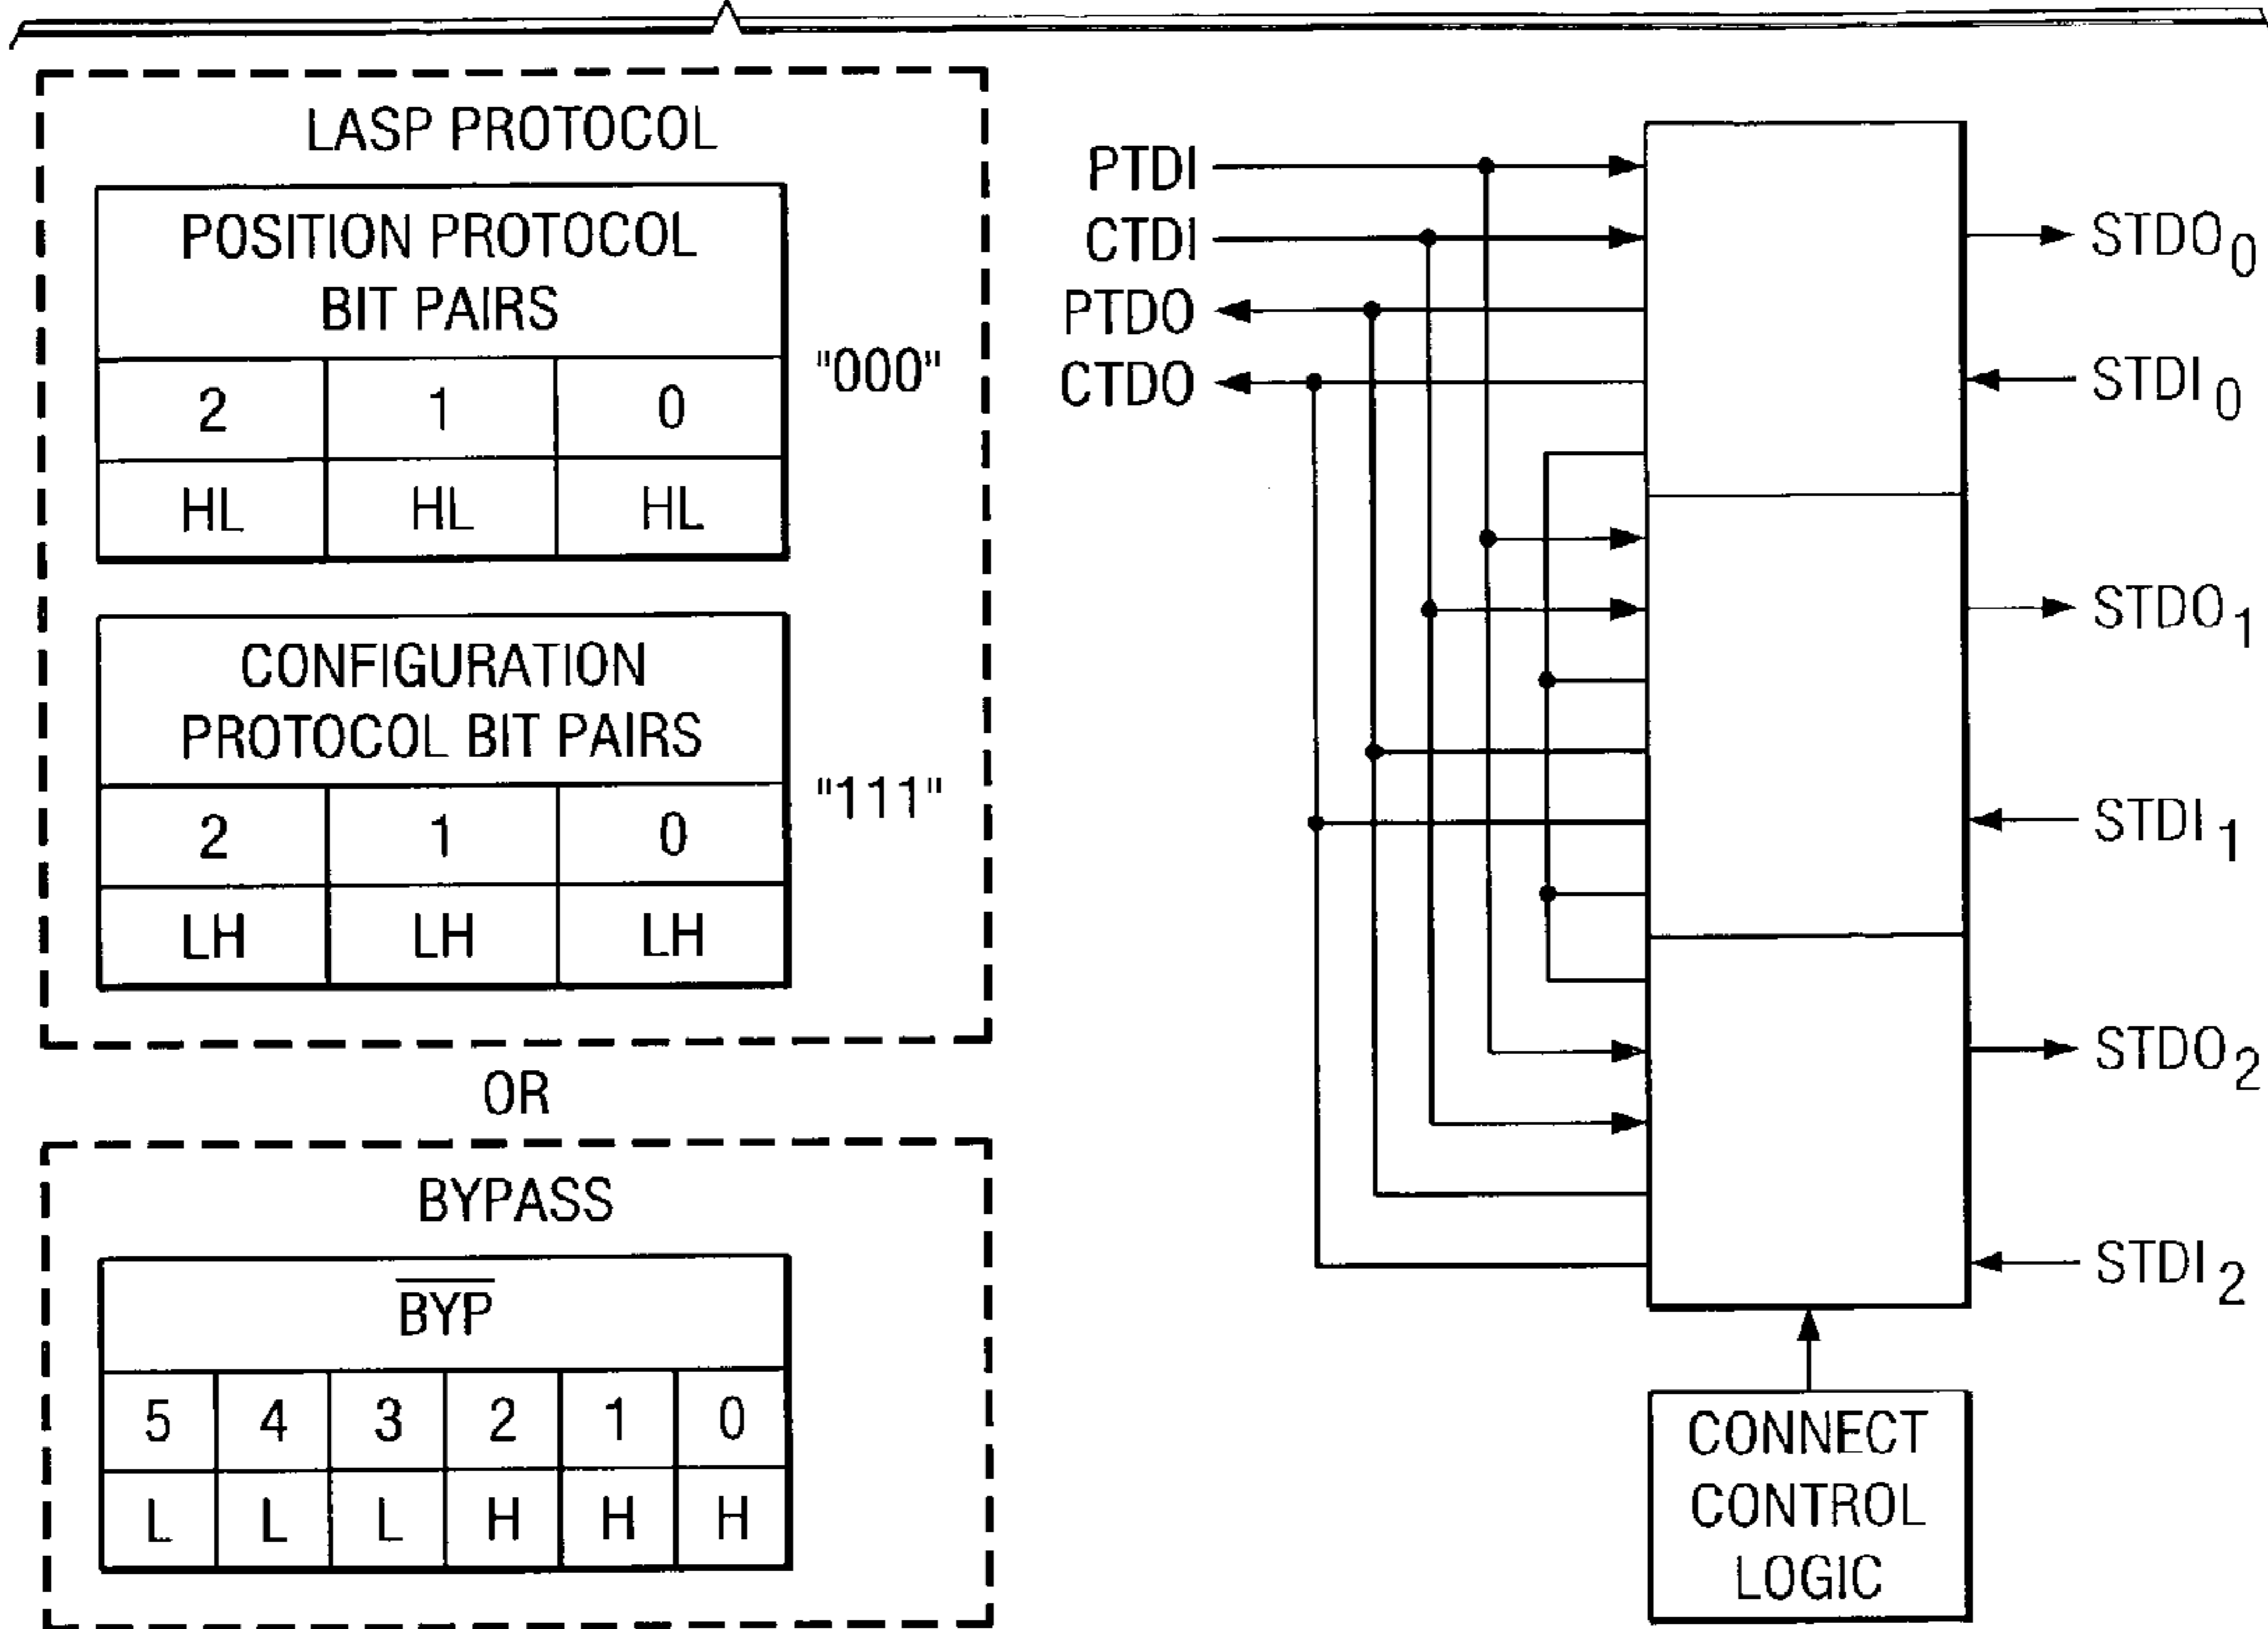 LASP PROTOCOL
POSITION PROTOCOL
BIT PAIRS
2 1 0
HL HL HL
"000"
CONFIGURATION
PROTOCOL BIT PAIRS
2 1 0
LH LH LH
"111"
OR
BYPASS
B̅Y̅P̅
5 4 3 2 1 0
L L L H H H
PTDI
CTDI
PTDO
CTDO
STDO₀
STDI₀
STDO₁
STDI₁
STDO₂
STDI₂
CONNECT
CONTROL
LOGIC